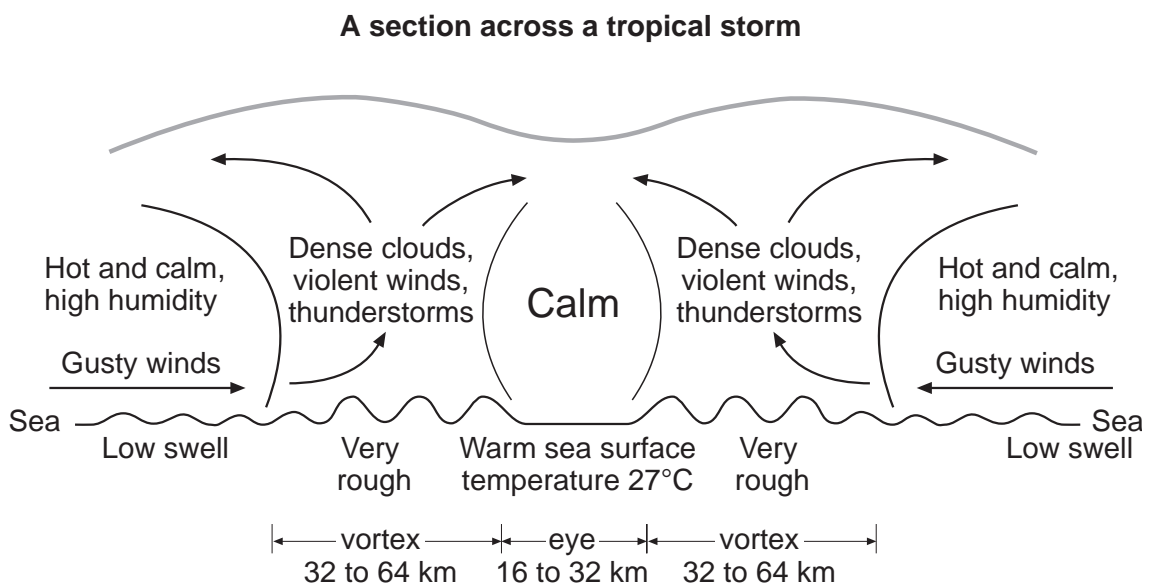 A section across a tropical storm
Hot and calm,
high humidity
Dense clouds,
violent winds,
thunderstorms
Calm
Dense clouds,
violent winds,
thunderstorms
Hot and calm,
high humidity
Gusty winds
Gusty winds
Sea
Sea
Low swell
Very
rough
Warm sea surface
temperature 27°C
Very
rough
Low swell
vortex
32 to 64 km
eye
16 to 32 km
vortex
32 to 64 km